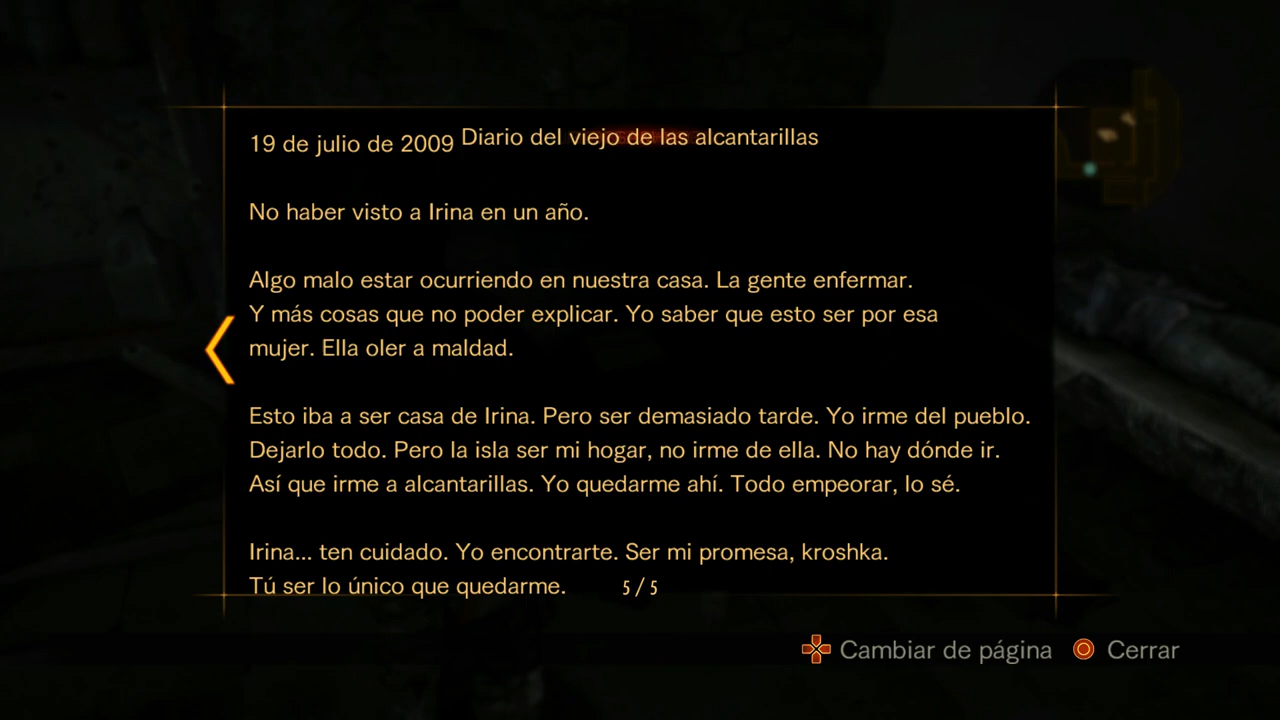 Diario del viejo de las alcantarillas
19 de julio de 2009
No haber visto a Irina en un año.
Algo malo estar ocurriendo en nuestra casa. La gente enfermar.
Y más cosas que no poder explicar. Yo saber que esto ser por esa
mujer. Ella oler a maldad.
Esto iba a ser casa de Irina. Pero ser demasiado tarde. Yo irme del pueblo.
Dejarlo todo. Pero la isla ser mi hogar, no irme de ella. No hay dónde ir.
Así que irme a alcantarillas. Yo quedarme ahí. Todo empeorar, lo sé.
Irina... ten cuidado. Yo encontrarte. Ser mi promesa, kroshka.
Tú ser lo único que quedarme.
5/5
Cambiar de página
Cerrar